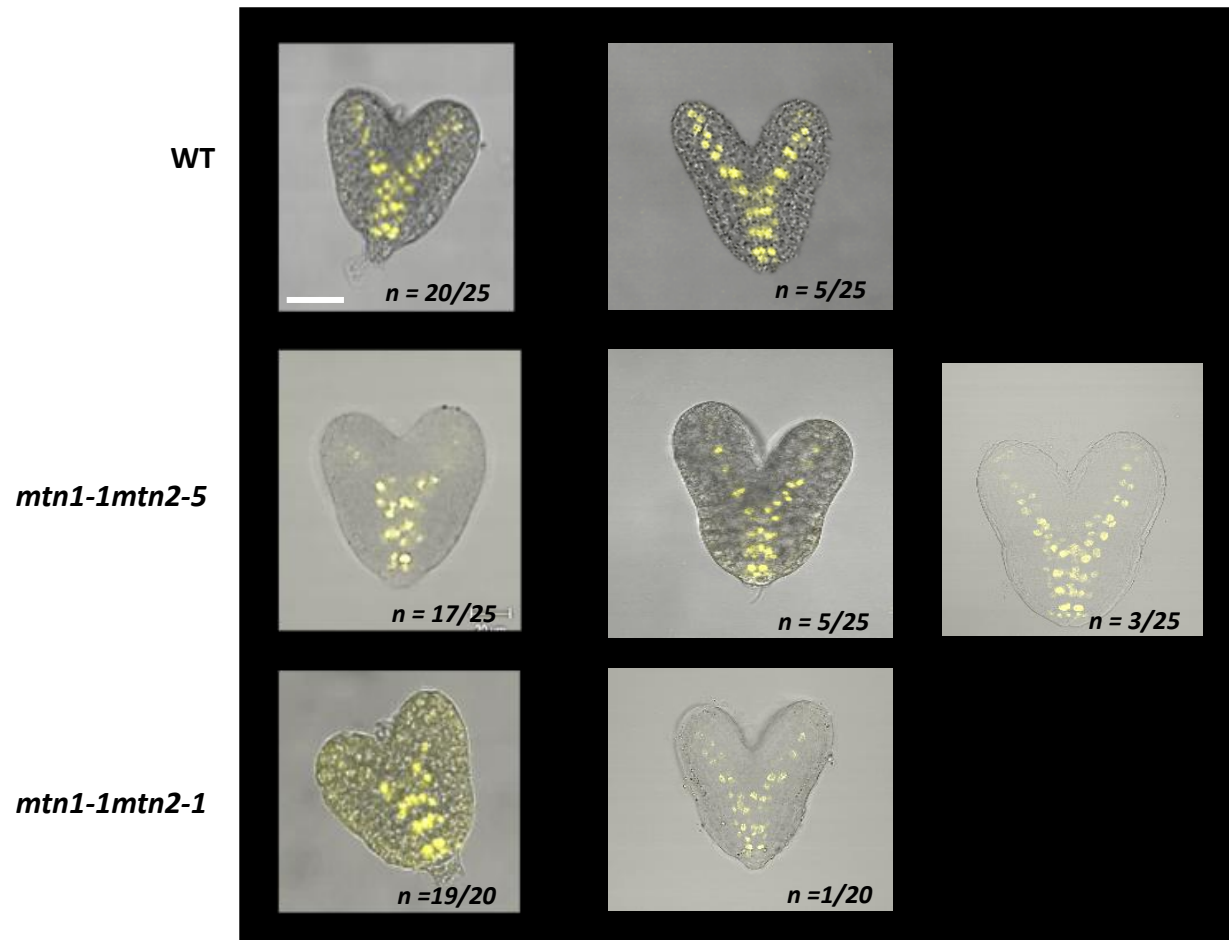 WT
n = 20/25
n = 5/25
mtn1-1mtn2-5
n = 17/25
n = 5/25
n = 3/25
mtn1-1mtn2-1
n =19/20
n =1/20